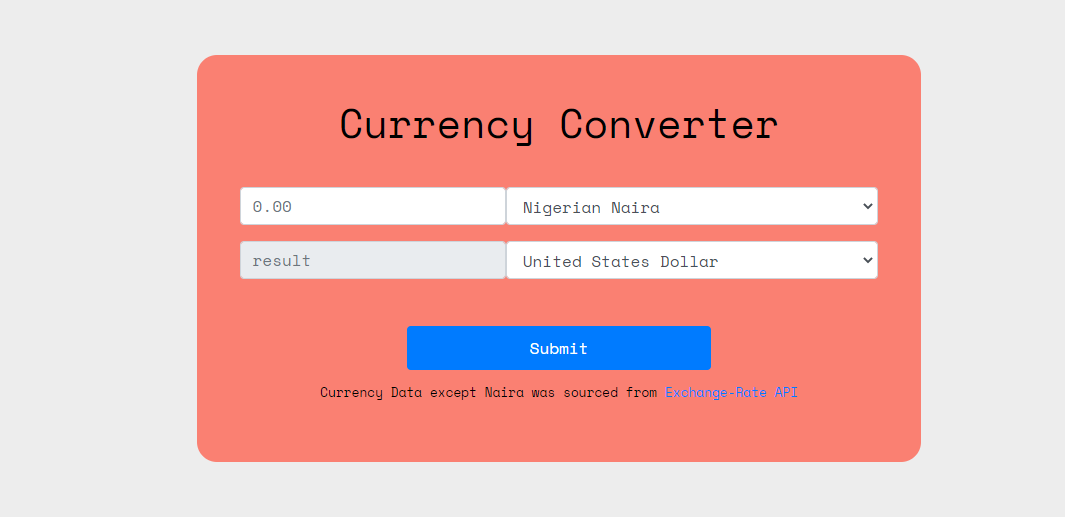 Currency Converter
0.00 Nigerian Naira
result United States Dollar
Submit
Currency Data except Naira was sourced from Exchange-Rate API